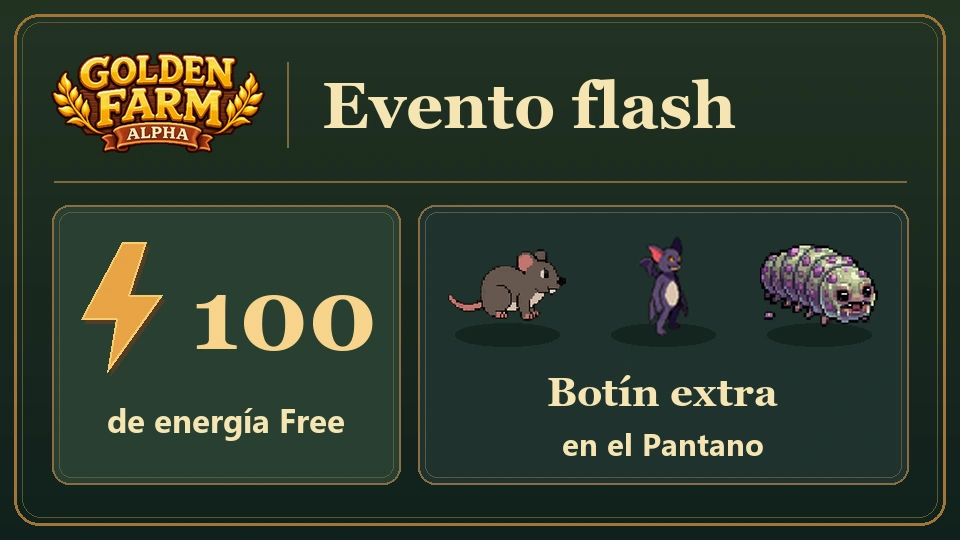 GOLDEN
FARM
ALPHA
Evento flash
100
de energía Free
Botín extra
en el Pantano